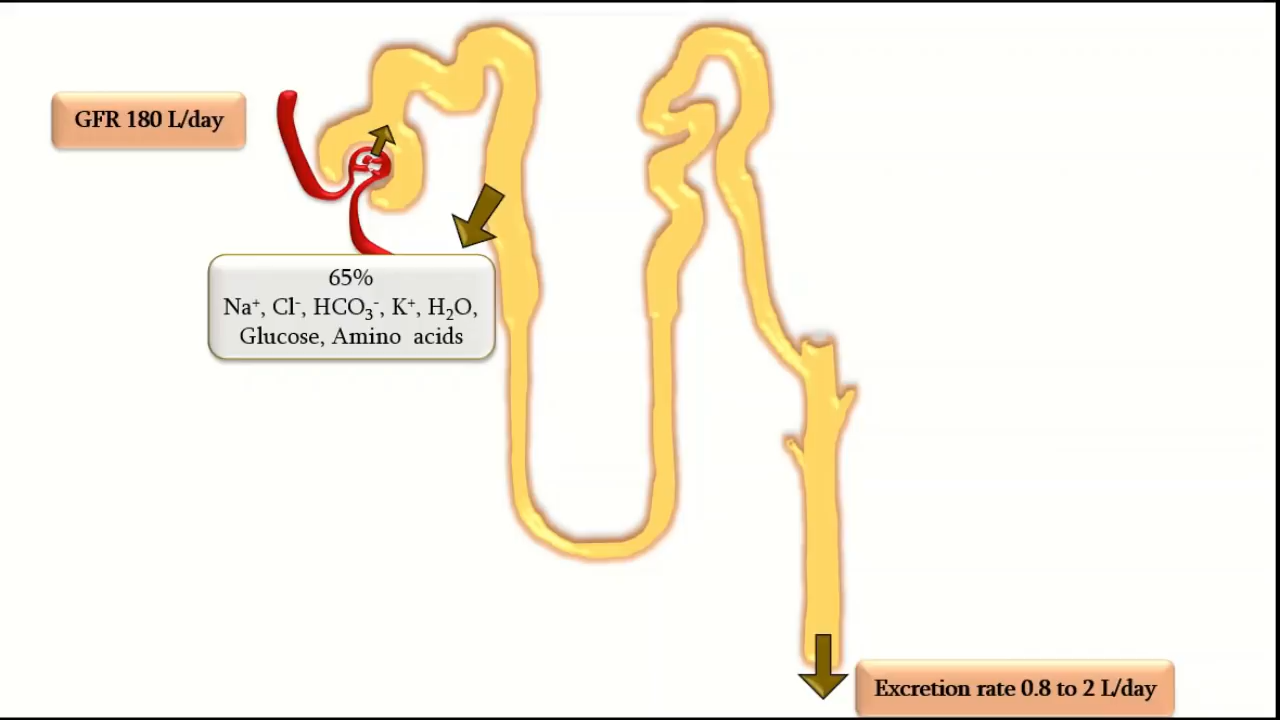 GFR 180 L/day
65%
Na⁺, Cl⁻, HCO₃⁻, K⁺, H₂O,
Glucose, Amino acids
Excretion rate 0.8 to 2 L/day